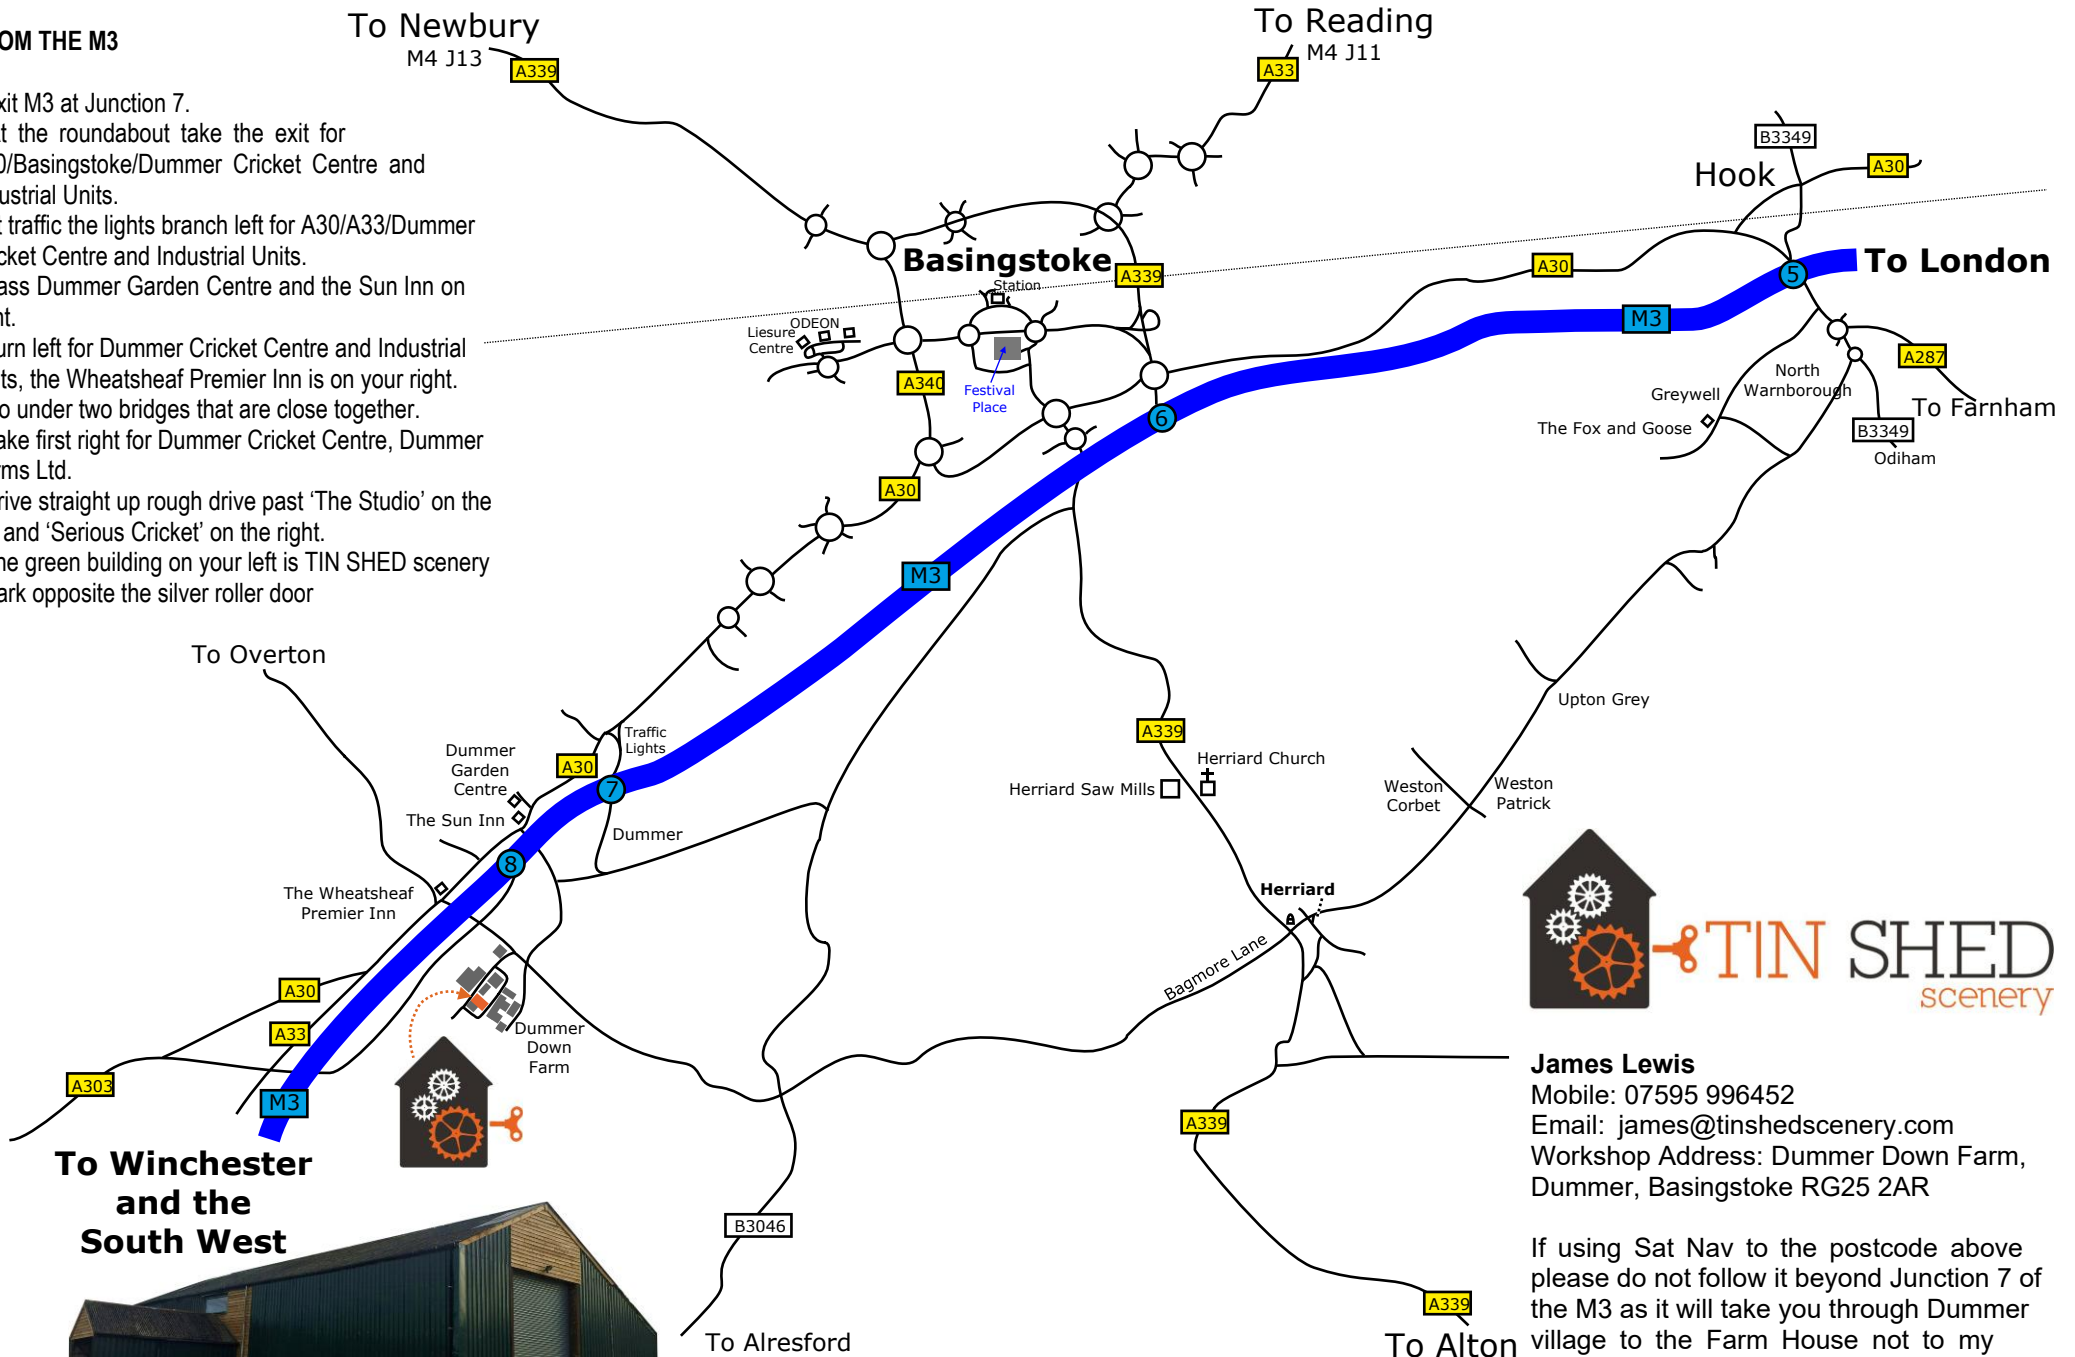 OM THE M3
xit M3 at Junction 7.
t the roundabout take the exit for
0/Basingstoke/Dummer Cricket Centre and
ustrial Units.
t traffic the lights branch left for A30/A33/Dummer
cket Centre and Industrial Units.
ass Dummer Garden Centre and the Sun Inn on
nt.
urn left for Dummer Cricket Centre and Industrial
ts, the Wheatsheaf Premier Inn is on your right.
o under two bridges that are close together.
ake first right for Dummer Cricket Centre, Dummer
rms Ltd.
rive straight up rough drive past ‘The Studio’ on the
and ‘Serious Cricket’ on the right.
ne green building on your left is TIN SHED scenery
ark opposite the silver roller door
To Newbury
M4 J13
A339
To Reading
M4 J11
A33
B3349
A30
Hook
Basingstoke
A339
Station
A30
5
To London
M3
Liesure
Centre
ODEON
A340
Festival
Place
6
A287
North
Warnborough
Greywell
To Farnham
The Fox and Goose
B3349
Odiham
A30
M3
To Overton
Upton Grey
Traffic
Lights
A339
Dummer
Garden
Centre
A30
7
Herriard Church
Herriard Saw Mills
Weston
Corbet
Weston
Patrick
The Sun Inn
Dummer
8
The Wheatsheaf
Premier Inn
Herriard
Bagmore Lane
A30
A33
Dummer
Down
Farm
A303
M3
To Winchester
and the
South West
A339
B3046
To Alresford
A339
To Alton
TIN SHED
scenery
James Lewis
Mobile: 07595 996452
Email: james@tinshedscenery.com
Workshop Address: Dummer Down Farm,
Dummer, Basingstoke RG25 2AR
If using Sat Nav to the postcode above
please do not follow it beyond Junction 7 of
the M3 as it will take you through Dummer
village to the Farm House not to my